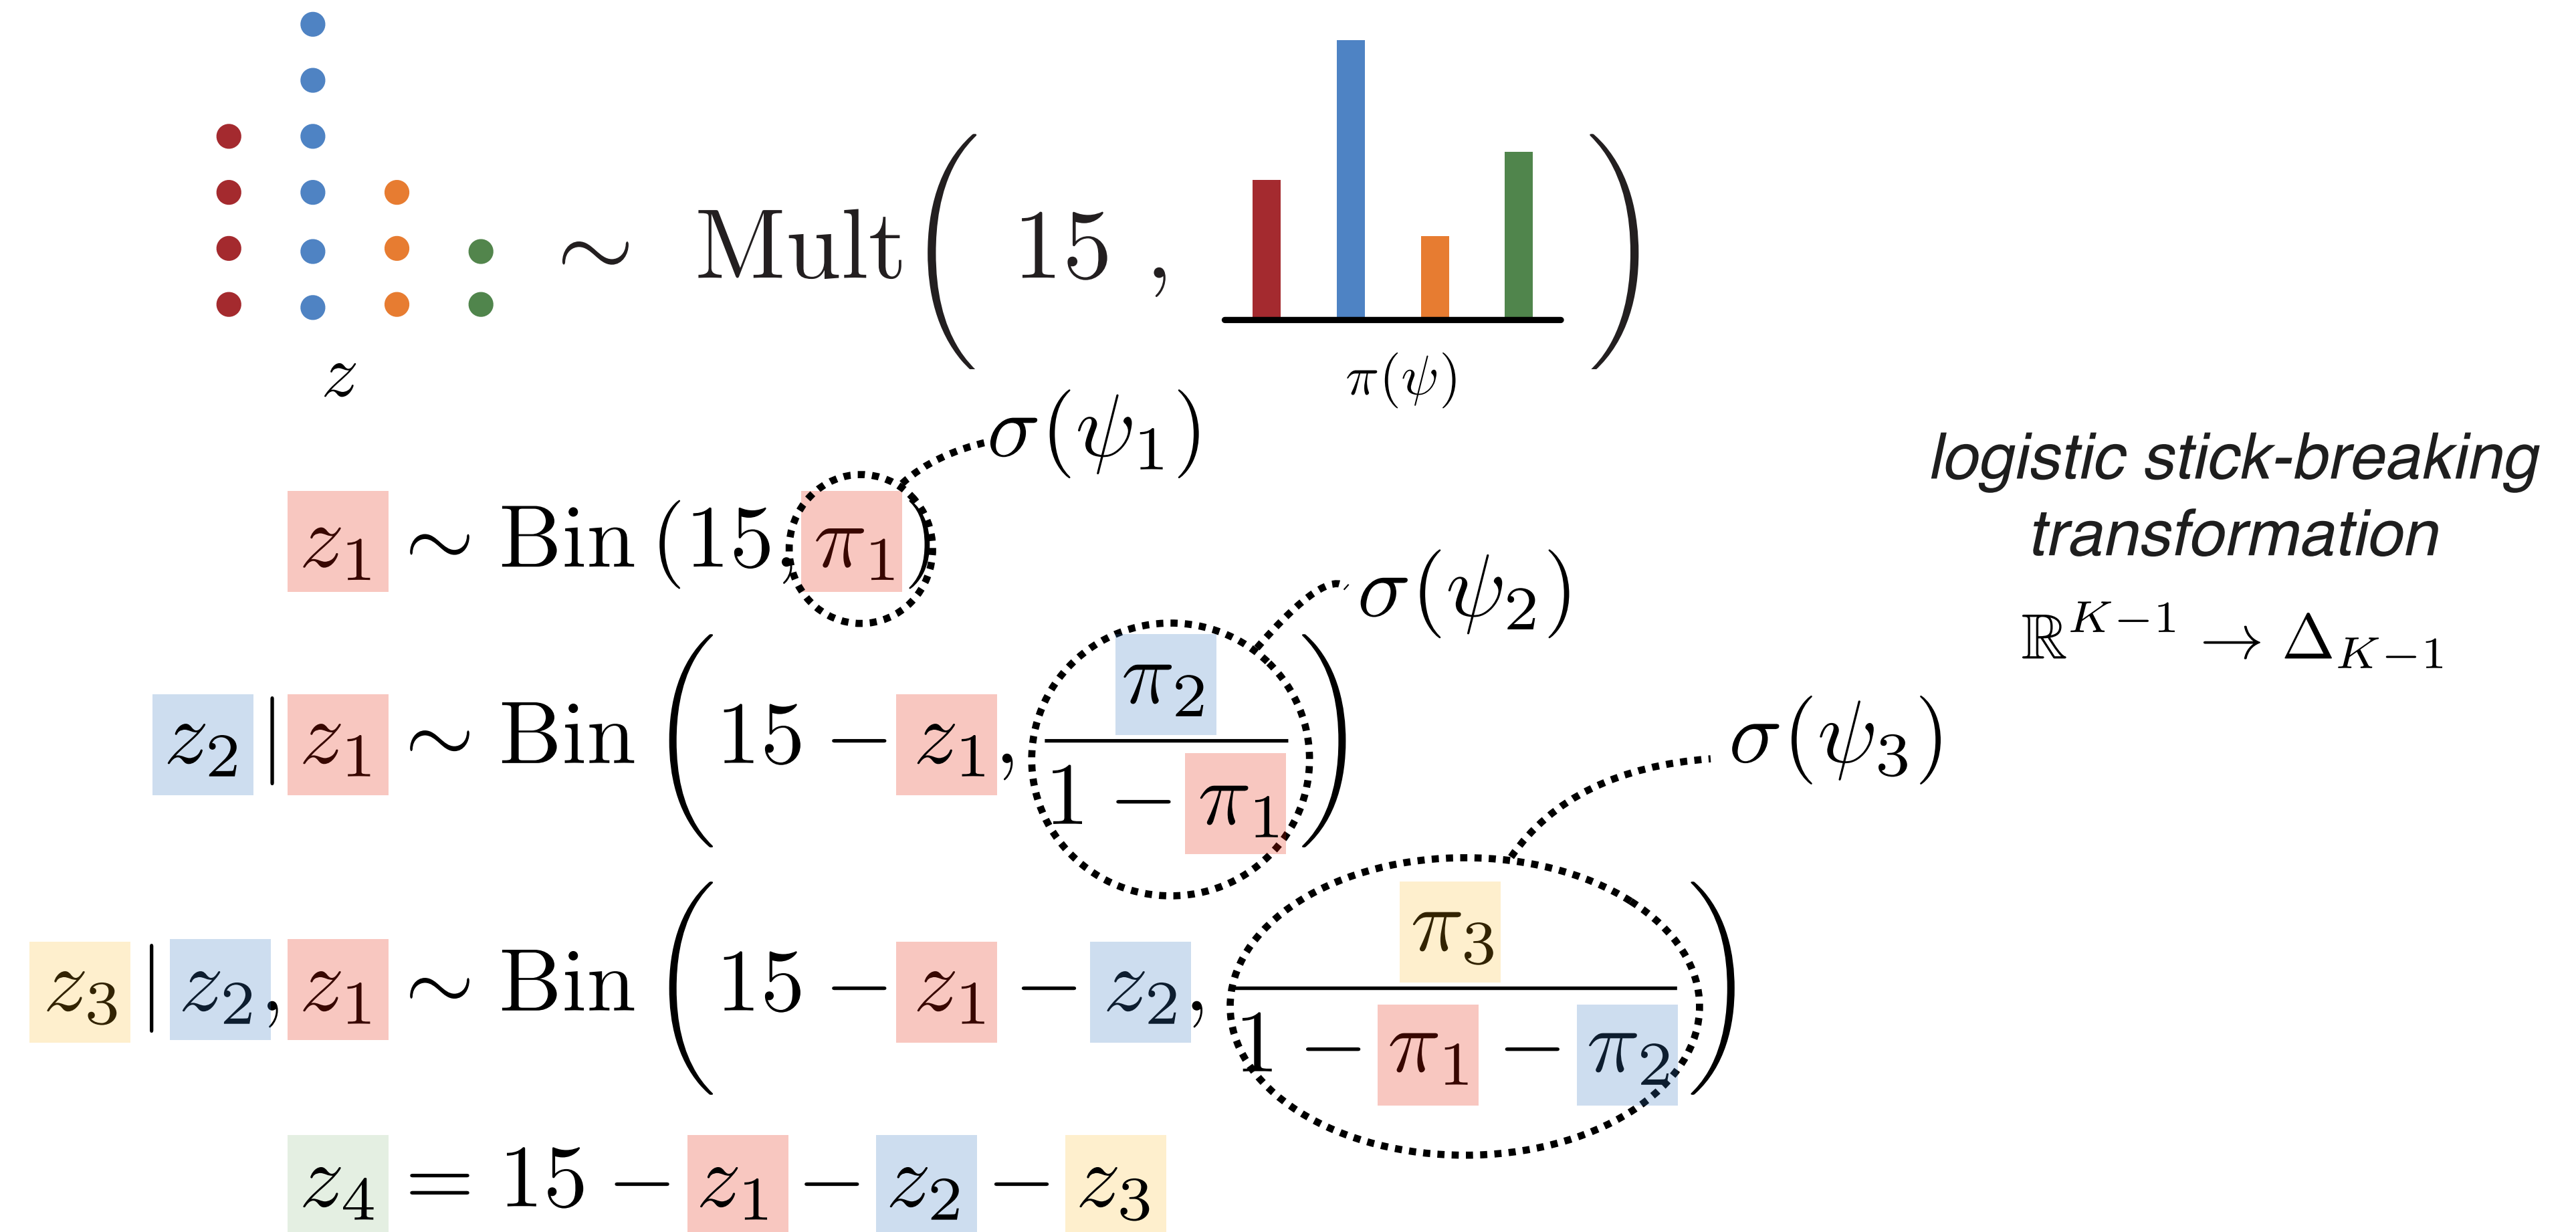 ∼ Mult( 15 , )
z
π(ψ)
σ(ψ₁)
logistic stick-breaking
transformation
ℝ^{K−1} → Δ_{K−1}
z₁ ∼ Bin (15, π₁)
σ(ψ₂)
z₂ | z₁ ∼ Bin (15 − z₁, π₂ / 1 − π₁)
σ(ψ₃)
z₃ | z₂, z₁ ∼ Bin (15 − z₁ − z₂, π₃ / 1 − π₁ − π₂)
z₄ = 15 − z₁ − z₂ − z₃